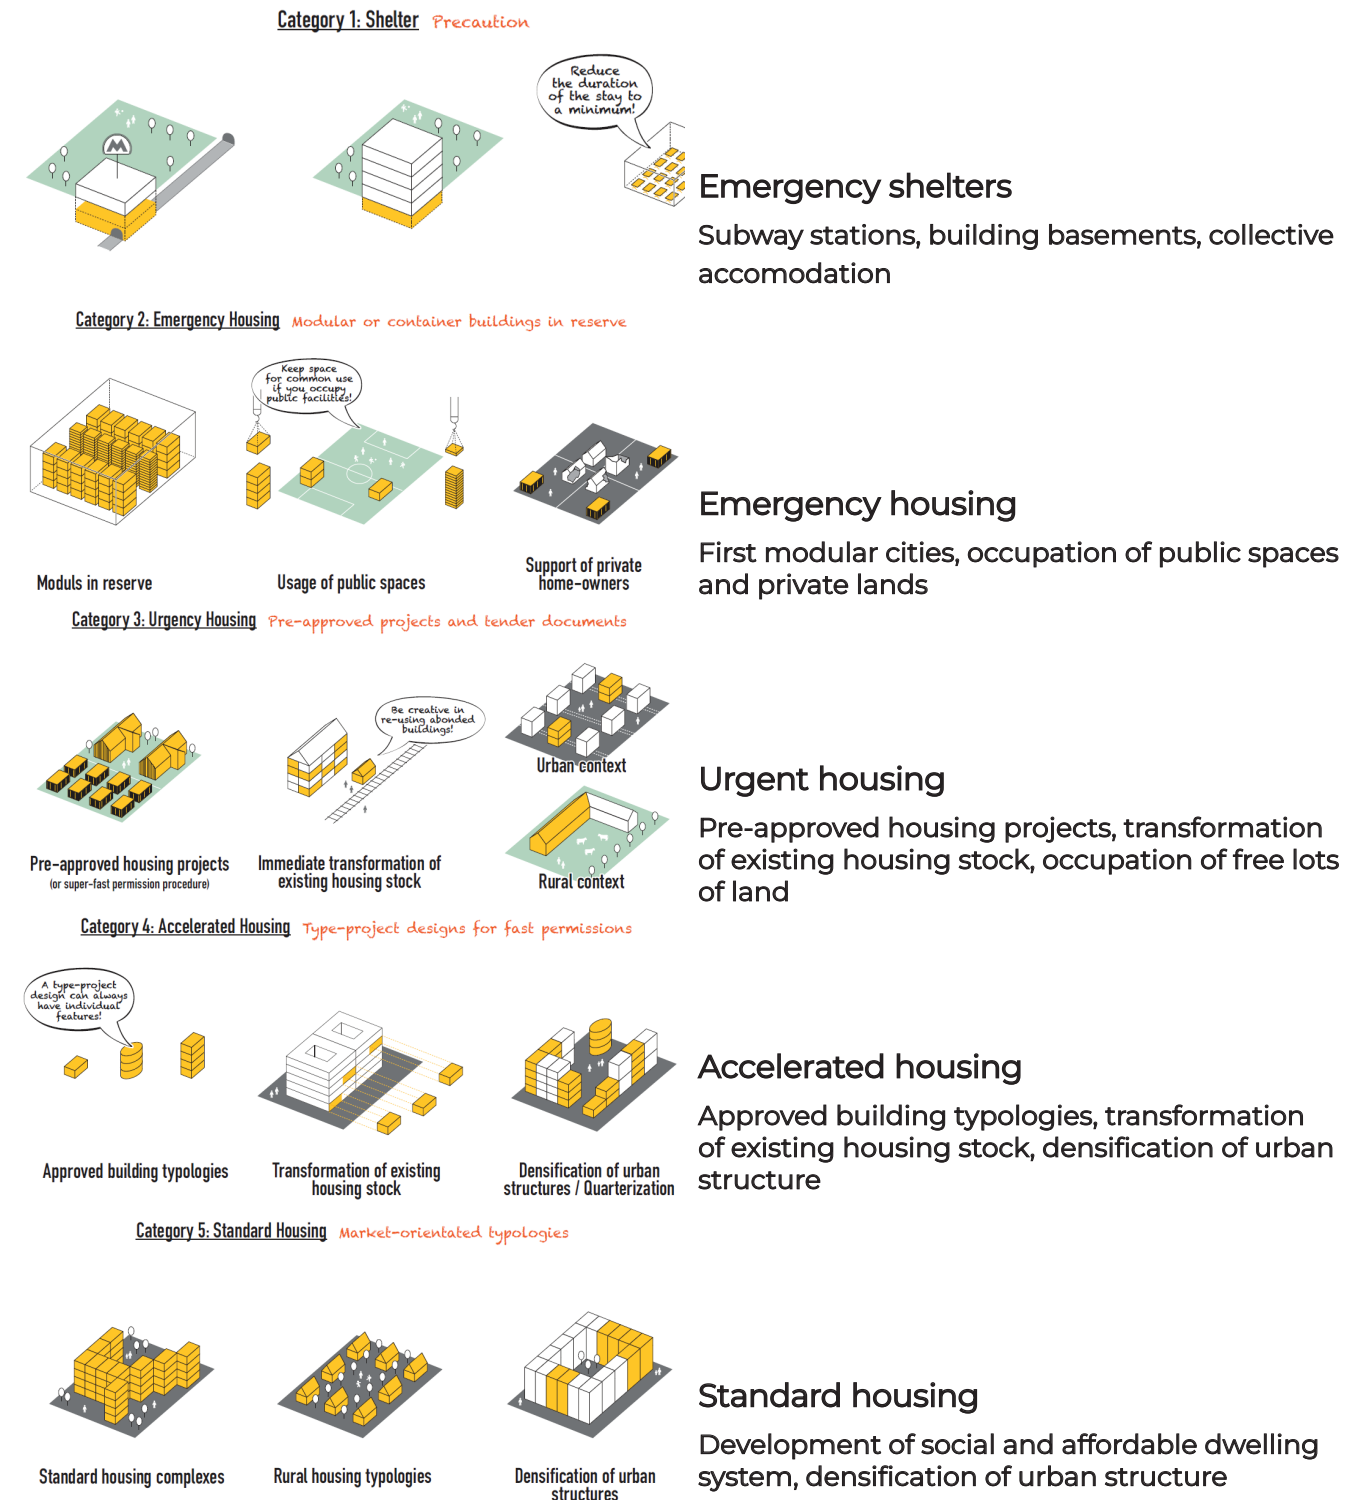 Category 1: Shelter Precaution
Reduce
the duration
of the stay to
a minimum!
M
Emergency shelters
Subway stations, building basements, collective
accomodation
Category 2: Emergency Housing Modular or container buildings in reserve
Keep space
for common use
if you occupy
public facilities!
Moduls in reserve
Usage of public spaces
Support of private
home-owners
Emergency housing
First modular cities, occupation of public spaces
and private lands
Category 3: Urgency Housing Pre-approved projects and tender documents
Be creative in
re-using abonded
buildings!
Urban context
Pre-approved housing projects
(or super-fast permission procedure)
Immediate transformation of
existing housing stock
Rural context
Urgent housing
Pre-approved housing projects, transformation
of existing housing stock, occupation of free lots
of land
Category 4: Accelerated Housing Type-project designs for fast permissions
A type-project
design can always
have individual
features!
Approved building typologies
Transformation of existing
housing stock
Densification of urban
structures / Quarterization
Accelerated housing
Approved building typologies, transformation
of existing housing stock, densification of urban
structure
Category 5: Standard Housing Market-orientated typologies
Standard housing complexes
Rural housing typologies
Densification of urban
structures
Standard housing
Development of social and affordable dwelling
system, densification of urban structure